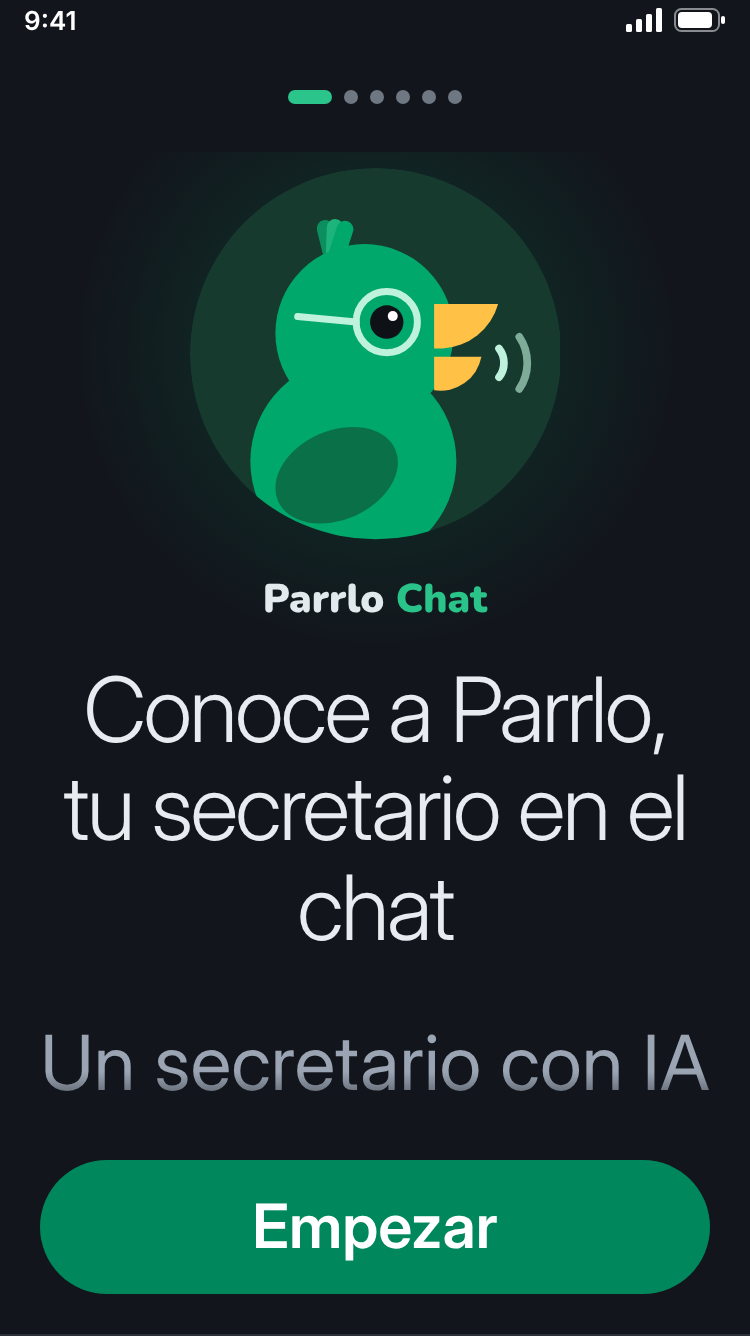 9:41
Parrlo Chat
Conoce a Parrlo,
tu secretario en el
chat
Un secretario con IA
Empezar